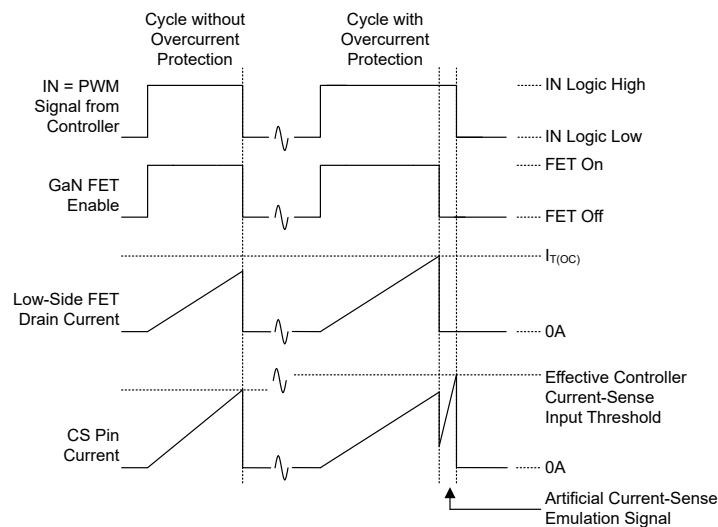 Cycle without
Overcurrent
Protection
Cycle with
Overcurrent
Protection
IN = PWM
Signal from
Controller
IN Logic High
IN Logic Low
GaN FET
Enable
FET On
FET Off
I_T(OC)
Low-Side FET
Drain Current
0A
Effective Controller
Current-Sense
Input Threshold
CS Pin
Current
0A
Artificial Current-Sense
Emulation Signal